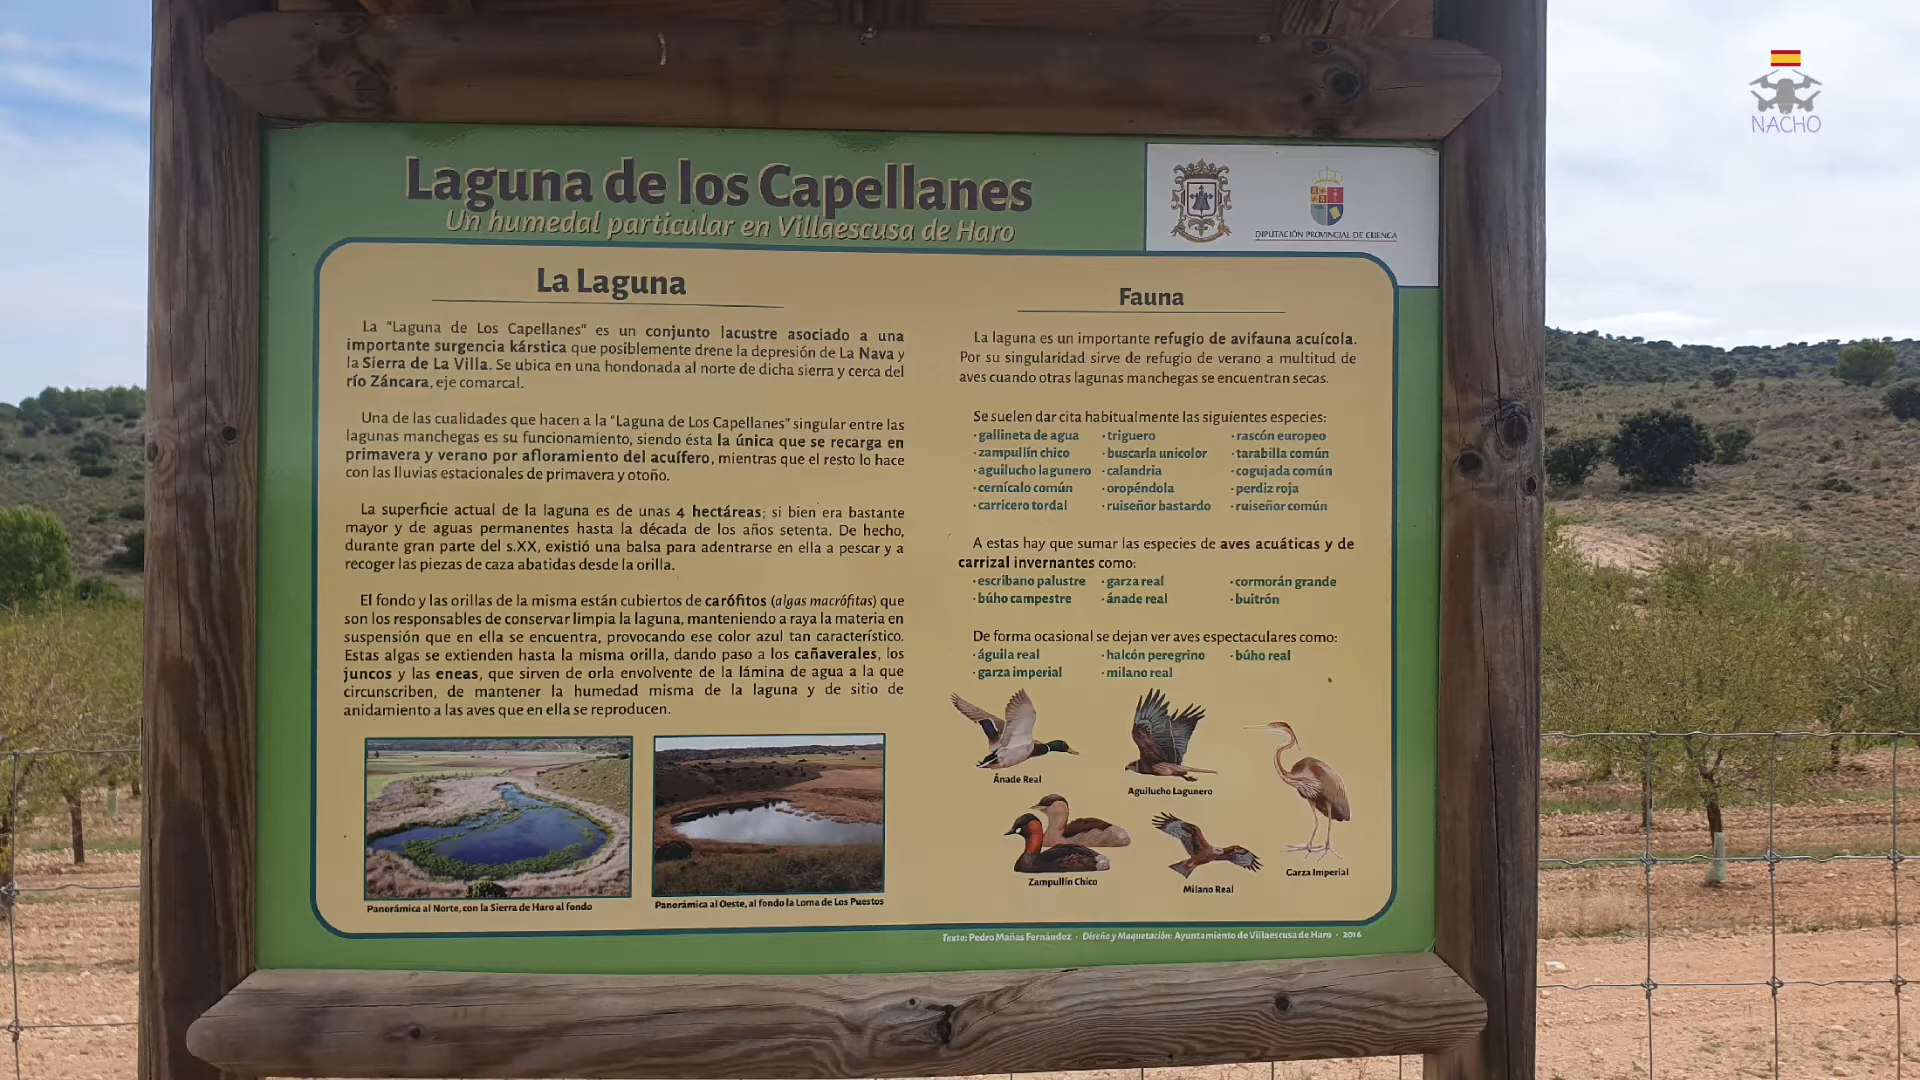 NACHO
Laguna de los Capellanes
Un humedal particular en Villaescusa de Haro
DIPUTACIÓN PROVINCIAL DE CUENCA
La Laguna
La "Laguna de Los Capellanes" es un conjunto lacustre asociado a una
importante surgencia kárstica que posiblemente drene la depresión de La Nava y
la Sierra de La Villa. Se ubica en una hondonada al norte de dicha sierra y cerca del
río Záncara, eje comarcal.
Una de las cualidades que hacen a la "Laguna de Los Capellanes" singular entre las
lagunas manchegas es su funcionamiento, siendo ésta la única que se recarga en
primavera y verano por afloramiento del acuífero, mientras que el resto lo hace
con las lluvias estacionales de primavera y otoño.
La superficie actual de la laguna es de unas 4 hectáreas; si bien era bastante
mayor y de aguas permanentes hasta la década de los años setenta. De hecho,
durante gran parte del s.XX, existió una balsa para adentrarse en ella a pescar y a
recoger las piezas de caza abatidas desde la orilla.
El fondo y las orillas de la misma están cubiertos de carófitos (algas macrófitas) que
son los responsables de conservar limpia la laguna, manteniendo a raya la materia en
suspensión que en ella se encuentra, provocando ese color azul tan característico.
Estas algas se extienden hasta la misma orilla, dando paso a los cañaverales, los
juncos y las eneas, que sirven de orla envolvente de la lámina de agua a la que
circunscriben, de mantener la humedad misma de la laguna y de sitio de
anidamiento a las aves que en ella se reproducen.
Panorámica al Norte, con la Sierra de Haro al fondo
Panorámica al Oeste, al fondo la Loma de Los Puestos
Fauna
La laguna es un importante refugio de avifauna acuícola.
Por su singularidad sirve de refugio de verano a multitud de
aves cuando otras lagunas manchegas se encuentran secas.
Se suelen dar cita habitualmente las siguientes especies:
· gallineta de agua · triguero · rascón europeo
· zampullín chico · buscarla unicolor · tarabilla común
· aguilucho lagunero · calandria · cogujada común
· cernícalo común · oropéndola · perdiz roja
· carricero tordal · ruiseñor bastardo · ruiseñor común
A estas hay que sumar las especies de aves acuáticas y de
carrizal invernantes como:
· escribano palustre · garza real · cormorán grande
· búho campestre · ánade real · buitrón
De forma ocasional se dejan ver aves espectaculares como:
· águila real · halcón peregrino · búho real
· garza imperial · milano real
Ánade Real
Aguilucho Lagunero
Zampullín Chico
Milano Real
Garza Imperial
Texto: Pedro Mañas Fernández · Diseño y Maquetación: Ayuntamiento de Villaescusa de Haro · 2016